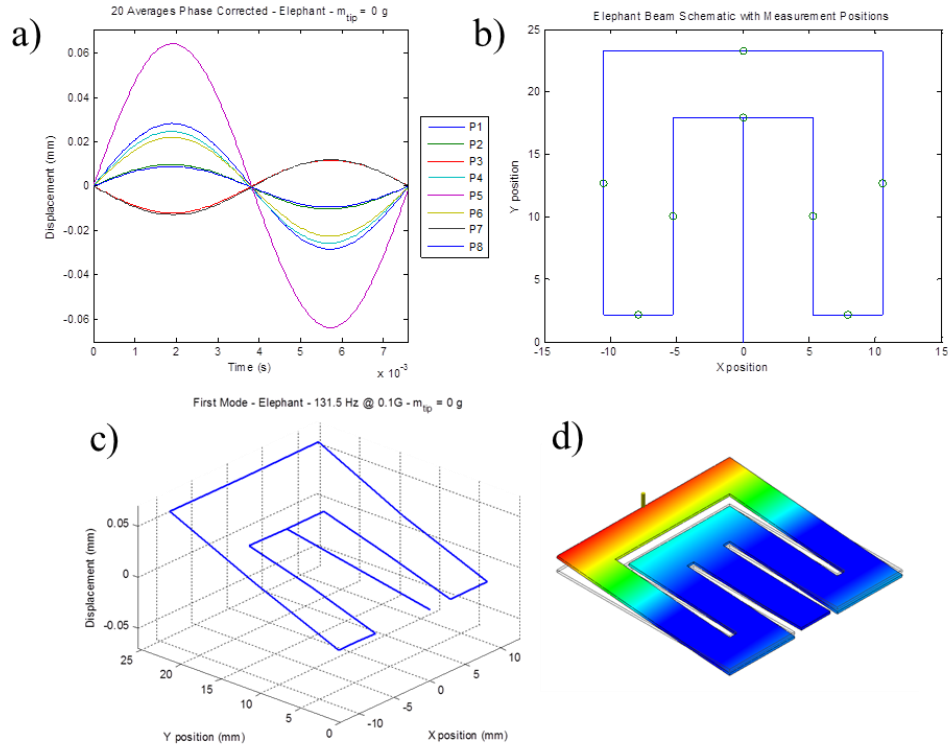 a)
20 Averages Phase Corrected - Elephant - m_tip = 0 g
Displacement (mm)
0.06
0.04
0.02
0
-0.02
-0.04
-0.06
0 1 2 3 4 5 6 7
Time (s)
x 10^-3
P1
P2
P3
P4
P5
P6
P7
P8
b)
Elephant Beam Schematic with Measurement Positions
Y position
25
20
15
10
5
0
-15 -10 -5 0 5 10 15
X position
First Mode - Elephant - 131.5 Hz @ 0.1G - m_tip = 0 g
c)
Displacement (mm)
0.05
0
-0.05
25
20
15
10
5
0
Y position (mm)
-10
-5
0
5
10
X position (mm)
d)